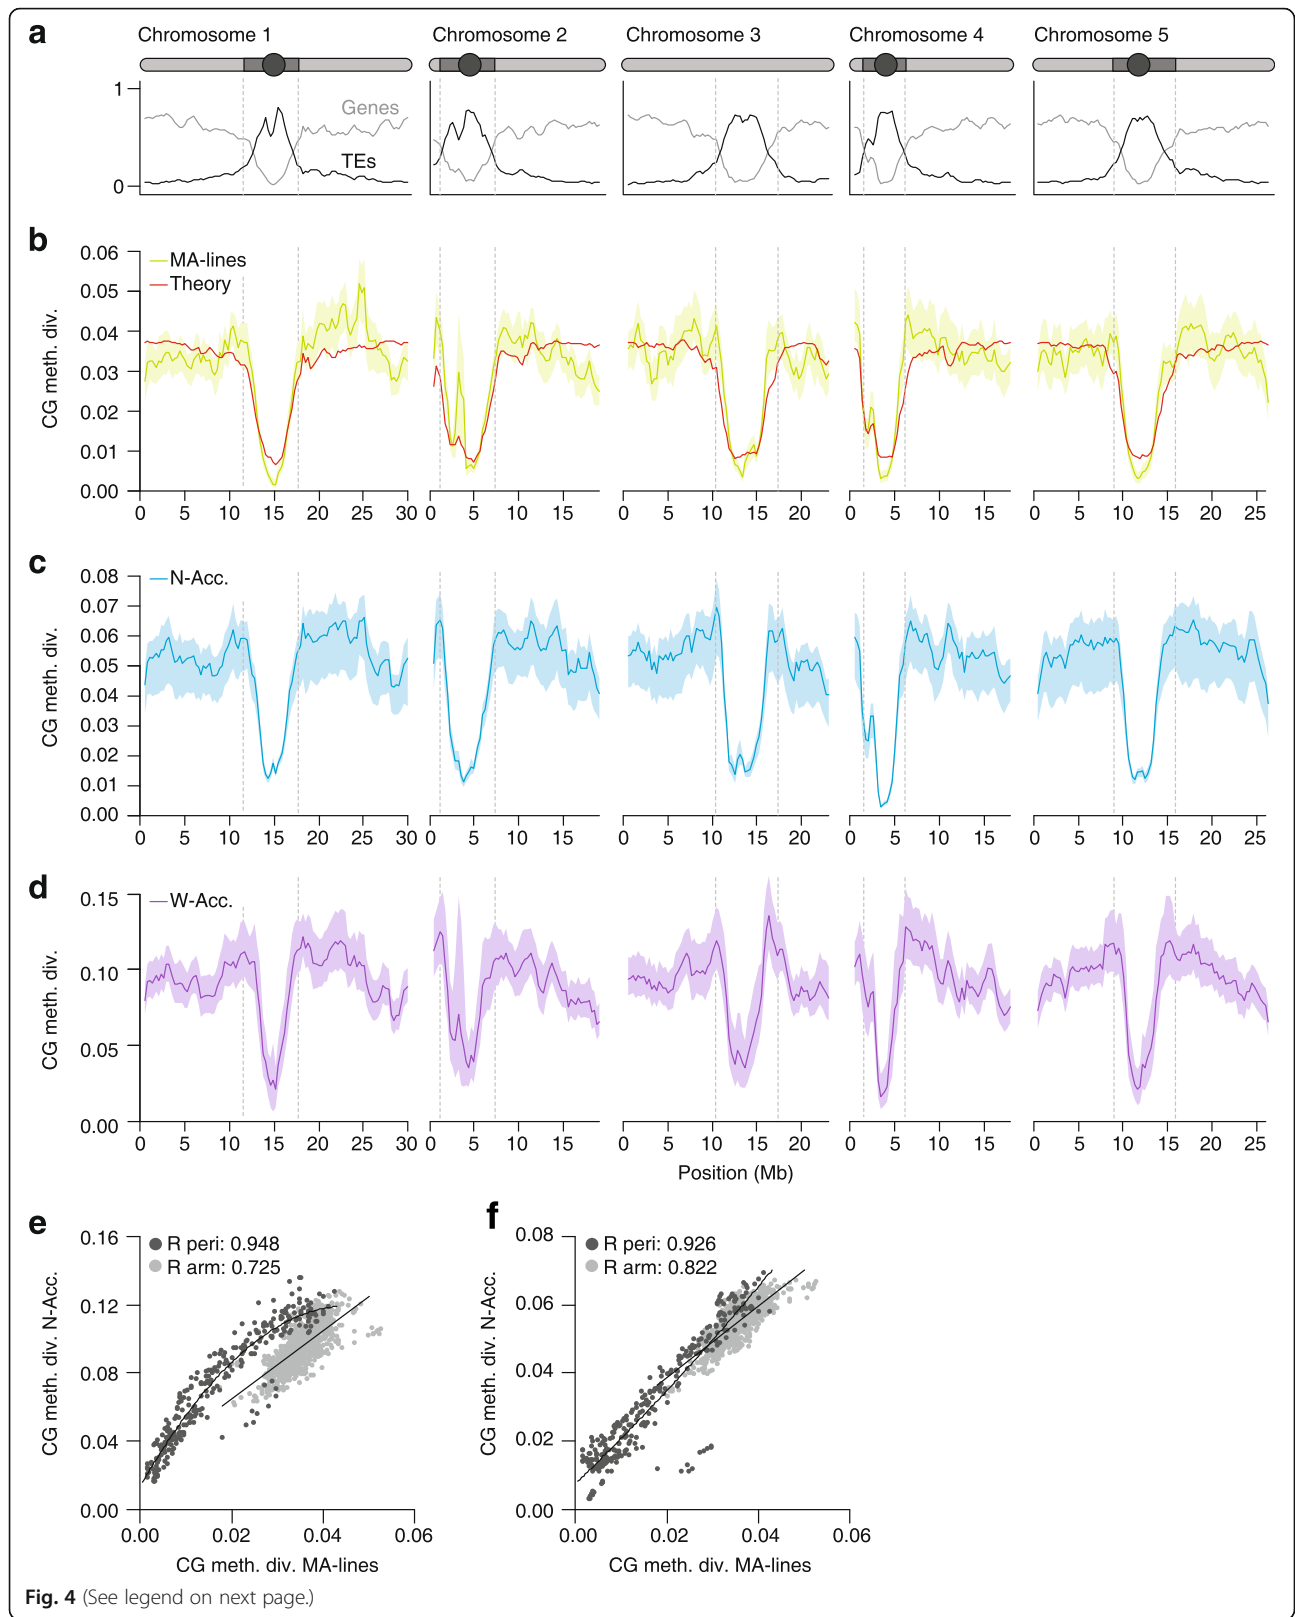 a
Chromosome 1 Chromosome 2 Chromosome 3 Chromosome 4 Chromosome 5
1
Genes
TEs
0
b
0.06
MA-lines
Theory
0.05
0.04
0.03
0.02
0.01
0.00
CG meth. div.
0 5 10 15 20 25 30 0 5 10 15 0 5 10 15 20 0 5 10 15 0 5 10 15 20 25
c
0.08
N-Acc.
0.07
0.06
0.05
0.04
0.03
0.02
0.01
0.00
CG meth. div.
0 5 10 15 20 25 30 0 5 10 15 0 5 10 15 20 0 5 10 15 0 5 10 15 20 25
d
0.15
W-Acc.
0.10
0.05
0.00
CG meth. div.
0 5 10 15 20 25 30 0 5 10 15 0 5 10 15 20 0 5 10 15 0 5 10 15 20 25
Position (Mb)
e
0.16
R peri: 0.948
R arm: 0.725
0.12
0.08
0.04
0.00
CG meth. div. N-Acc.
0.00 0.02 0.04 0.06
CG meth. div. MA-lines
f
0.08
R peri: 0.926
R arm: 0.822
0.06
0.04
0.02
0.00
CG meth. div. N-Acc.
0.00 0.02 0.04 0.06
CG meth. div. MA-lines
Fig. 4 (See legend on next page.)